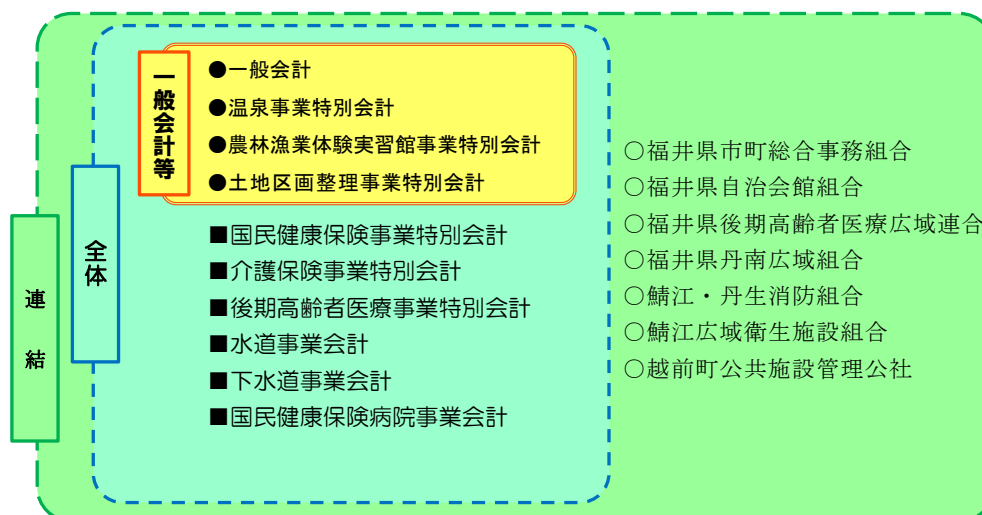 一般会計等
●一般会計
●温泉事業特別会計
●農林漁業体験実習館事業特別会計
●土地区画整理事業特別会計
全体
■国民健康保険事業特別会計
■介護保険事業特別会計
■後期高齢者医療事業特別会計
■水道事業会計
■下水道事業会計
■国民健康保険病院事業会計
連結
○福井県市町総合事務組合
○福井県自治会館組合
○福井県後期高齢者医療広域連合
○福井県丹南広域組合
○鯖江・丹生消防組合
○鯖江広域衛生施設組合
○越前町公共施設管理公社